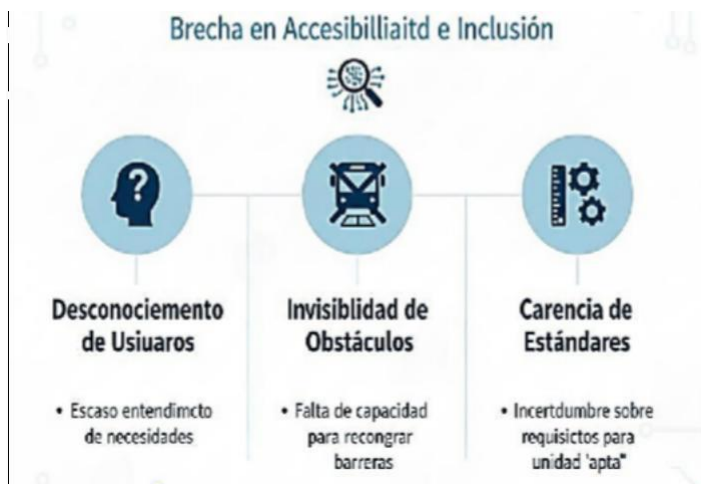 Brecha en Accesibilliaitd e Inclusión
Desconociemento
de Usiuaros
• Escaso entendimcto
de necesidades
Invisiblidad de
Obstáculos
• Falta de capacidad
para recongrar
barreras
Carencia de
Estándares
• Incertdumbre sobre
requisictos para
unidad 'apta"